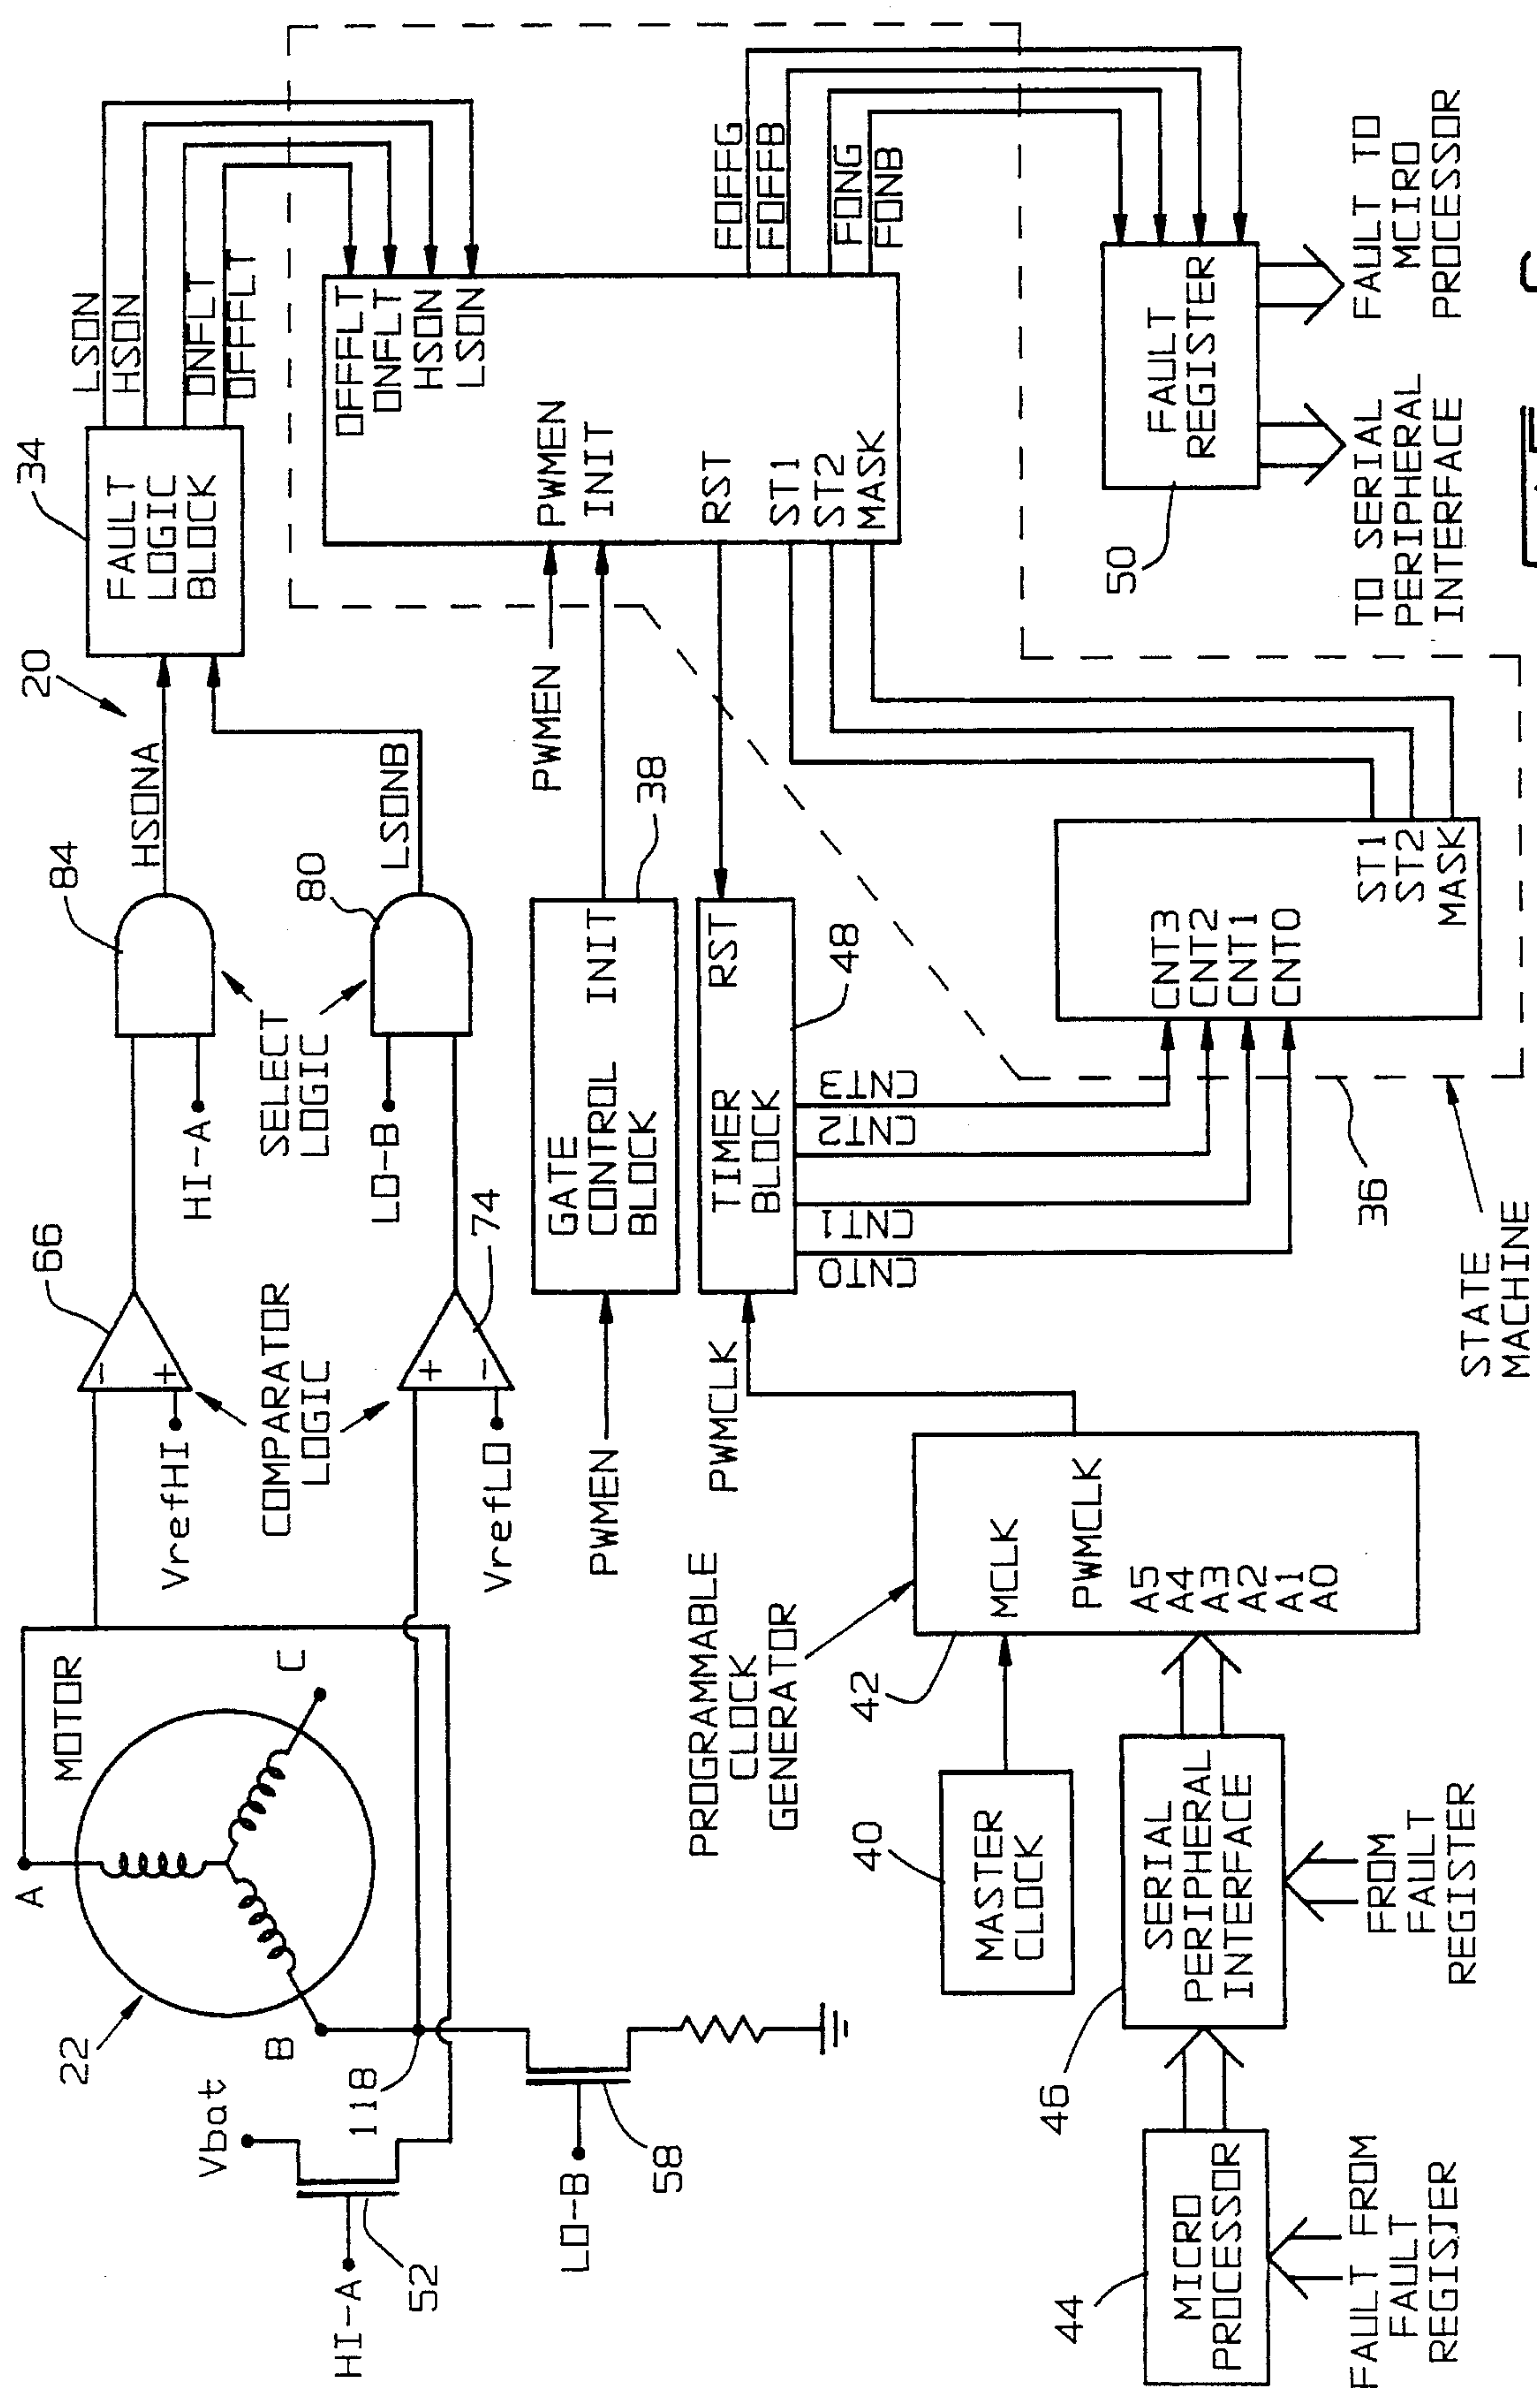 20
22
MOTOR
A
B
C
Vbat
HI-A
52
118
LO-B
58
66
-
+
VrefHI
COMPARATOR
LOGIC
74
+
-
VrefLO
84
HI-A
SELECT
LOGIC
80
LO-B
HSONA
LSONB
34
FAULT
LOGIC
BLOCK
LSON
HSON
ONFLT
OFFFLT
PWMEN
GATE
CONTROL
BLOCK
INIT
38
PWMEN
PWMEN
INIT
RST
ST1
ST2
MASK
OFFFLT
ONFLT
HSON
LSON
FOFFG
FOFFB
FONG
FONB
PWMCLK
TIMER
BLOCK
RST
48
CNT0
CNT1
CNT2
CNT3
CNT3
CNT2
CNT1
CNT0
ST1
ST2
MASK
36
STATE
MACHINE
PROGRAMMABLE
CLOCK
GENERATOR
42
MCLK
PWMCLK
A5
A4
A3
A2
A1
A0
40
MASTER
CLOCK
44
MICRO
PROCESSOR
FAULT FROM
FAULT
REGISTER
46
SERIAL
PERIPHERAL
INTERFACE
FROM
FAULT
REGISTER
50
FAULT
REGISTER
TO SERIAL
PERIPHERAL
INTERFACE
FAULT TO
MCIRO
PROCESSOR